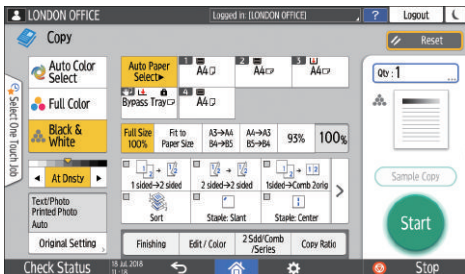 LONDON OFFICE
Logged in: [LONDON OFFICE]
?
Logout
Copy
Reset
Select One Touch Job
Auto Color
Select
Full Color
Black &
White
At Dnsty
Text/Photo
Printed Photo
Auto
Original Setting
Auto Paper
Select▶
1
A4
2
A4
3
A4
Bypass Tray
4
A4
Full Size
100%
Fit to
Paper Size
A3→A4
B4→B5
A4→A3
B5→B4
93%
100%
1 sided→2 sided
2 sided→2 sided
1sided→Comb 2orig
Sort
Staple: Slant
Staple: Center
Finishing
Edit / Color
2 Sdd/Comb
/Series
Copy Ratio
Qty : 1
...
Sample Copy
Start
Check Status
18 Jul. 2018
Stop